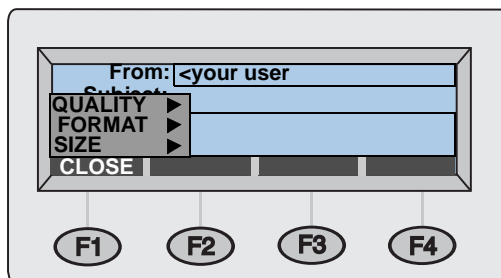 From: <your user
Subject:
QUALITY
FORMAT
SIZE
CLOSE
F1 F2 F3 F4